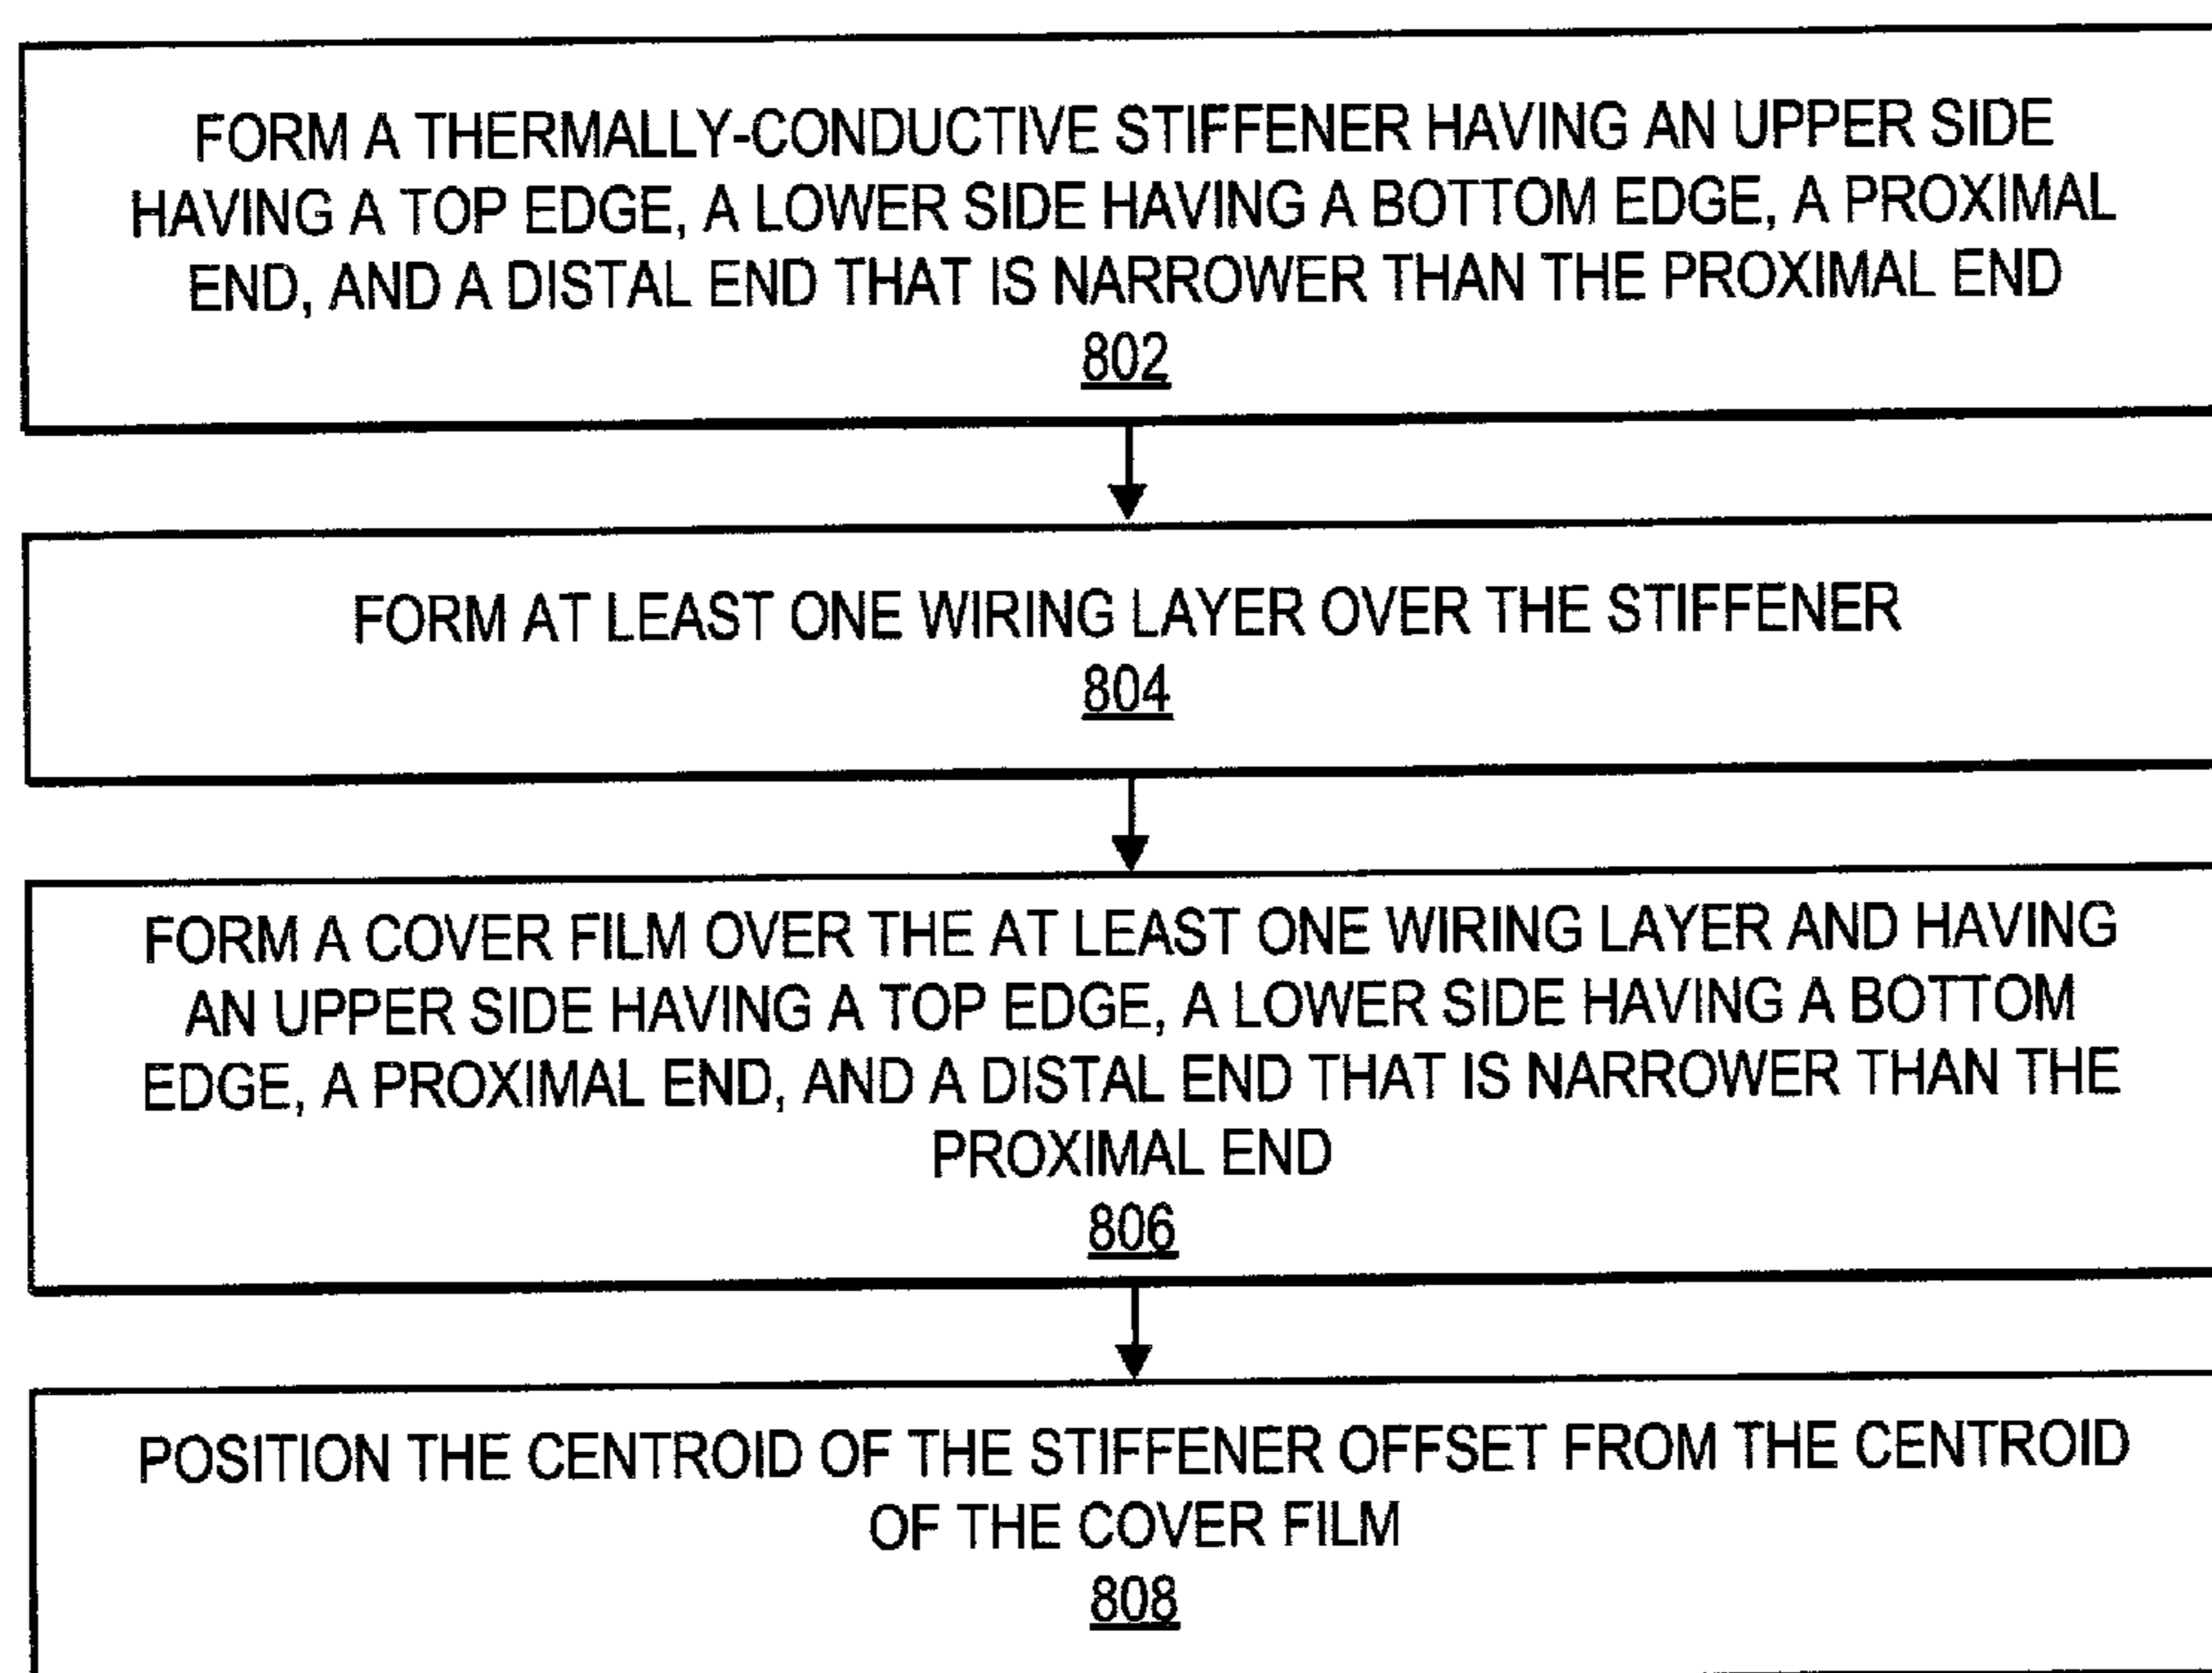 FORM A THERMALLY-CONDUCTIVE STIFFENER HAVING AN UPPER SIDE
HAVING A TOP EDGE, A LOWER SIDE HAVING A BOTTOM EDGE, A PROXIMAL
END, AND A DISTAL END THAT IS NARROWER THAN THE PROXIMAL END
802
FORM AT LEAST ONE WIRING LAYER OVER THE STIFFENER
804
FORM A COVER FILM OVER THE AT LEAST ONE WIRING LAYER AND HAVING
AN UPPER SIDE HAVING A TOP EDGE, A LOWER SIDE HAVING A BOTTOM
EDGE, A PROXIMAL END, AND A DISTAL END THAT IS NARROWER THAN THE
PROXIMAL END
806
POSITION THE CENTROID OF THE STIFFENER OFFSET FROM THE CENTROID
OF THE COVER FILM
808